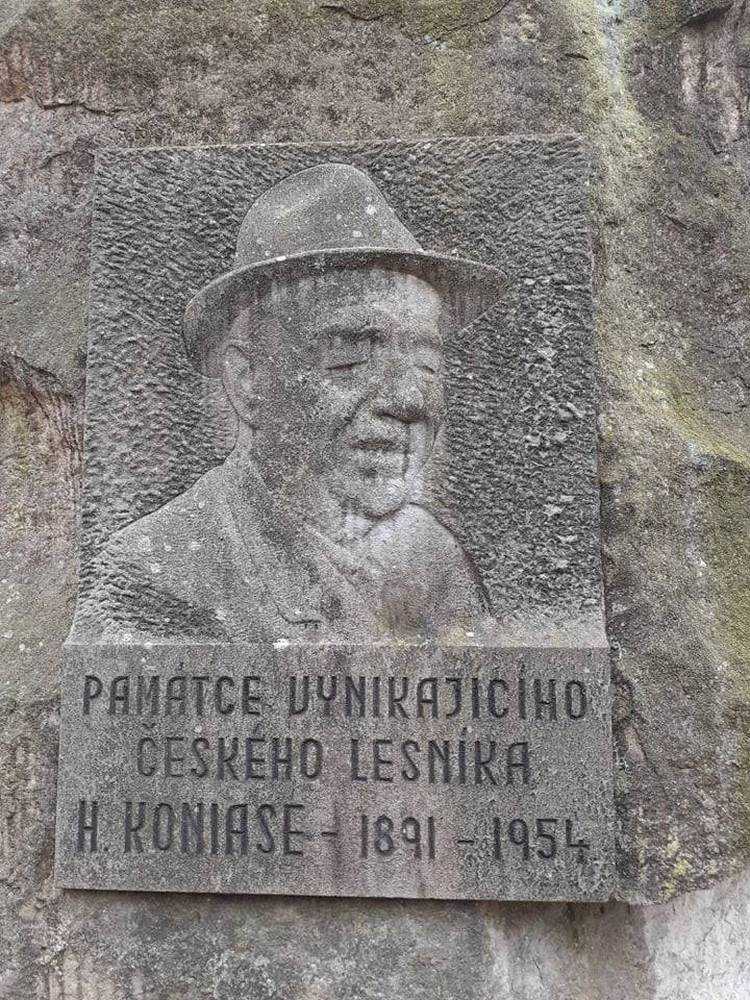 PAMÁTCE VYNIKAJÍCÍHO
ČESKÉHO LESNÍKA
H. KONIASE - 1891 - 1954